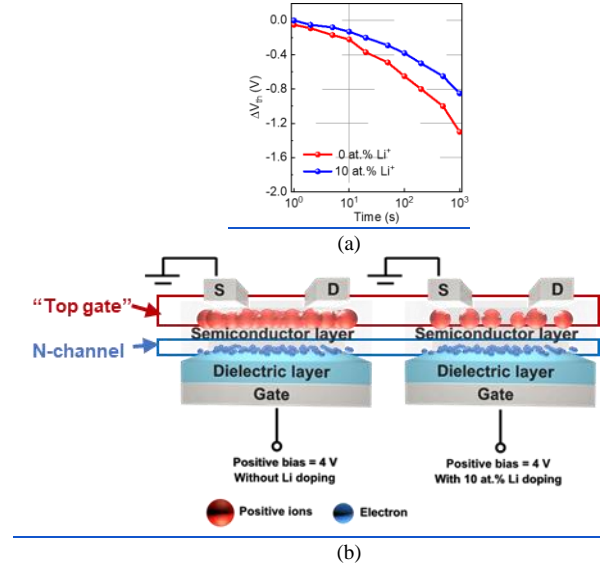 0.0
-0.4
-0.8
-1.2
-1.6
-2.0
ΔVth (V)
0 at.% Li+
10 at.% Li+
10⁰ 10¹ 10² 10³
Time (s)
(a)
S D S D
“Top gate”
Semiconductor layer Semiconductor layer
N-channel
Dielectric layer Dielectric layer
Gate Gate
Positive bias = 4 V Positive bias = 4 V
Without Li doping With 10 at.% Li doping
Positive ions Electron
(b)